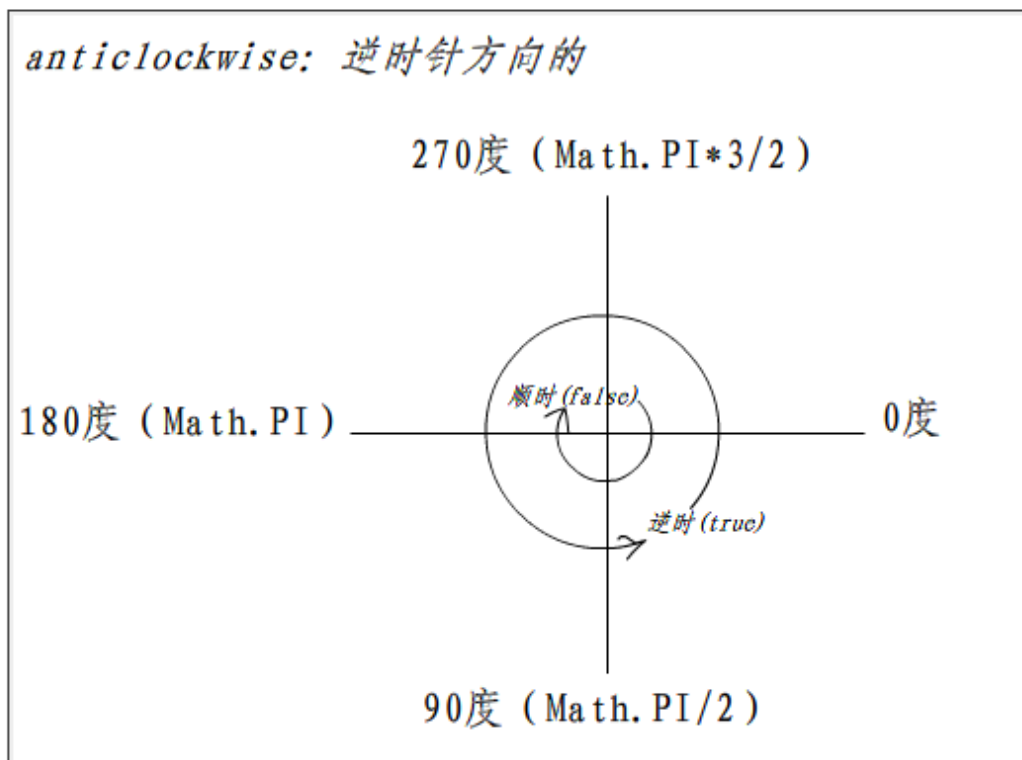 anticlockwise: 逆时针方向的
270度（Math.PI*3/2）
顺时(false)
180度（Math.PI）
0度
逆时(true)
90度（Math.PI/2）